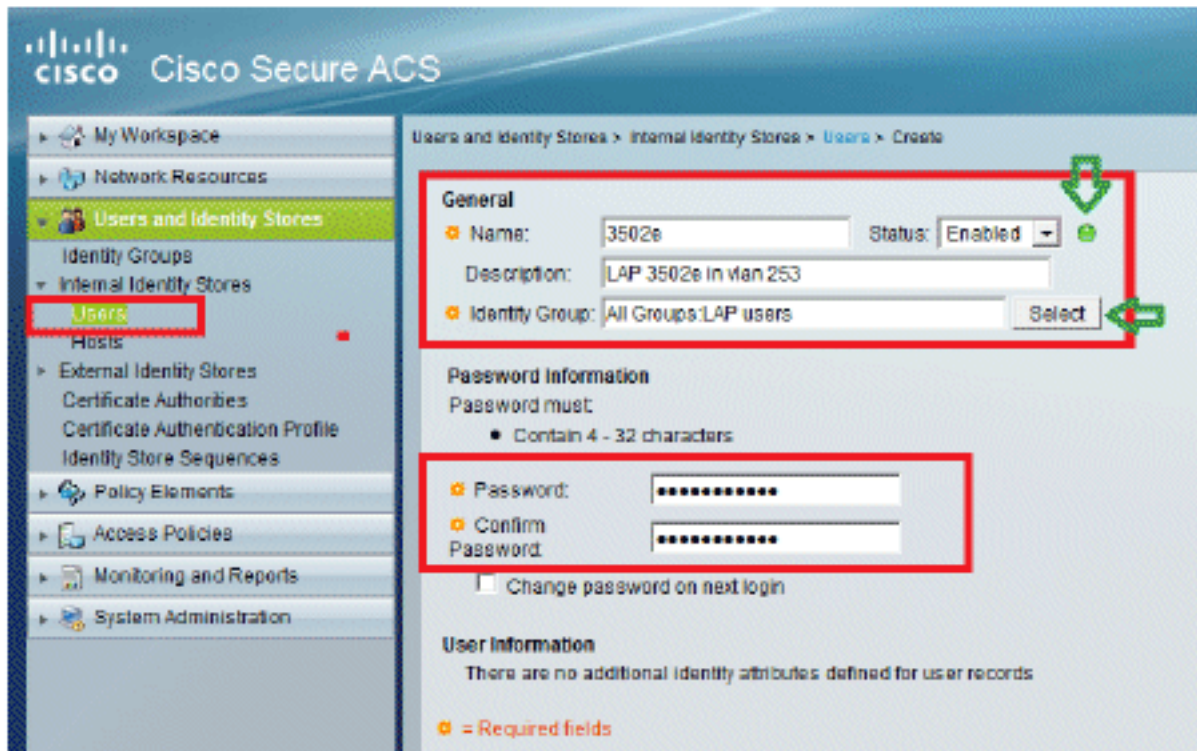 CISCO Cisco Secure ACS
My Workspace
Network Resources
Users and Identity Stores
Identity Groups
Internal Identity Stores
Users
Hosts
External Identity Stores
Certificate Authorities
Certificate Authentication Profile
Identity Store Sequences
Policy Elements
Access Policies
Monitoring and Reports
System Administration
Users and Identity Stores > Internal Identity Stores > Users > Create
General
Name: 3502e Status: Enabled
Description: LAP 3502e in vlan 253
Identity Group: All Groups:LAP users Select
Password Information
Password must:
• Contain 4 - 32 characters
Password: •••••••••••
Confirm
Password: •••••••••••
Change password on next login
User Information
There are no additional identity attributes defined for user records
= Required fields